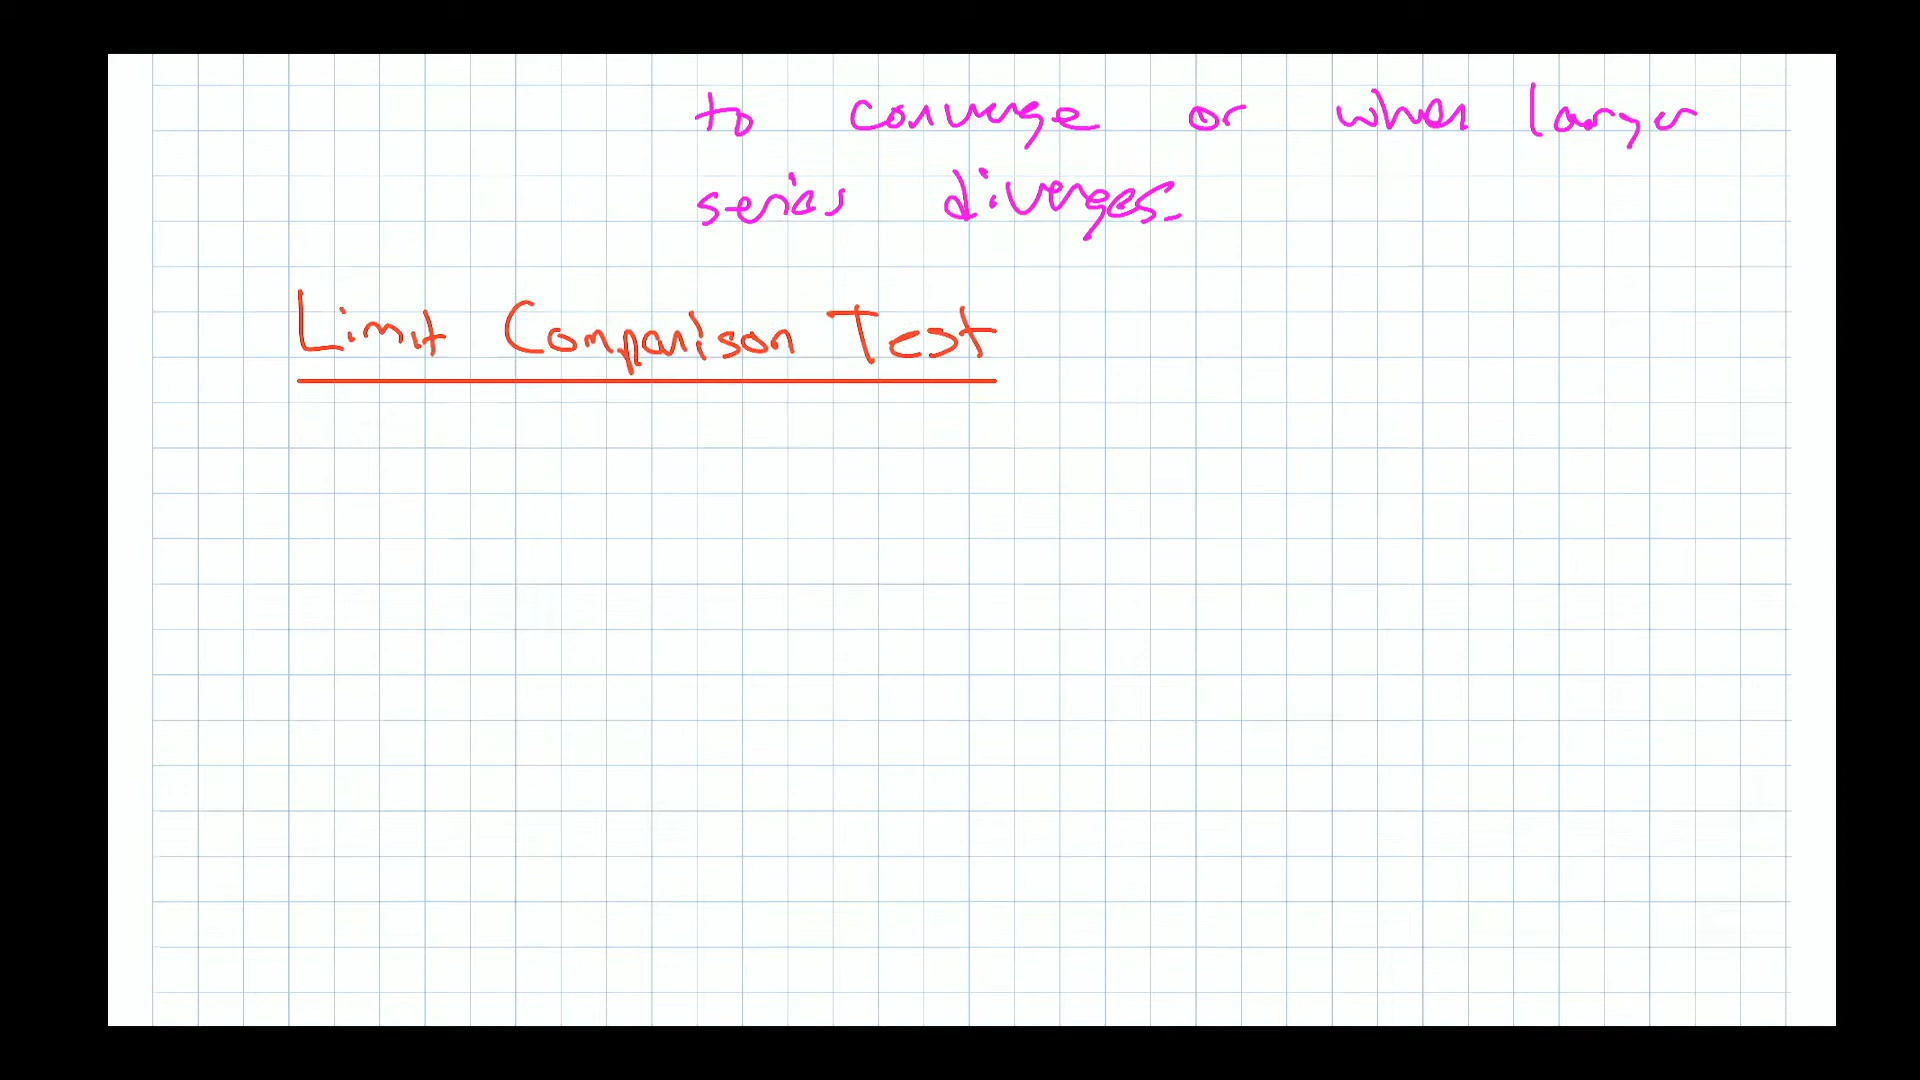 to converge or when larger
series diverges.
Limit Comparison Test